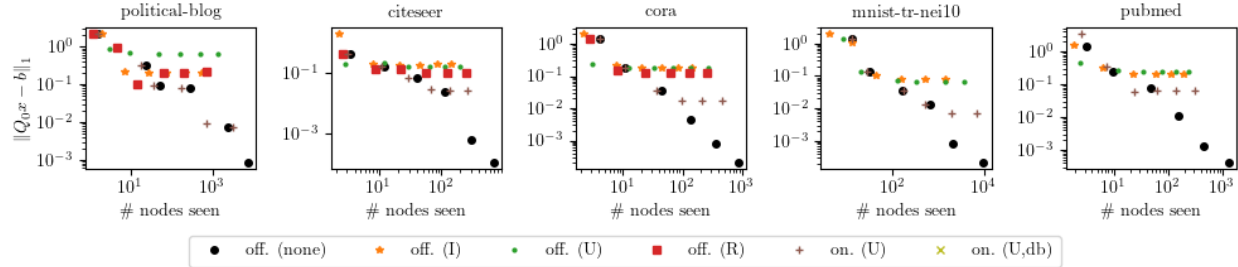 political-blog
citeseer
cora
mnist-tr-nei10
pubmed
‖Q₀x − b‖₁
10⁰
10⁻¹
10⁻²
10⁻³
10¹
10³
# nodes seen
10⁻¹
10⁻³
10¹
10²
# nodes seen
10¹
10⁰
10⁻¹
10⁻²
10⁻³
10¹
10²
10³
# nodes seen
10⁰
10⁻¹
10⁻²
10⁻³
10²
10⁴
# nodes seen
10⁰
10⁻¹
10⁻²
10⁻³
10¹
10³
# nodes seen
off. (none)
off. (I)
off. (U)
off. (R)
on. (U)
on. (U,db)